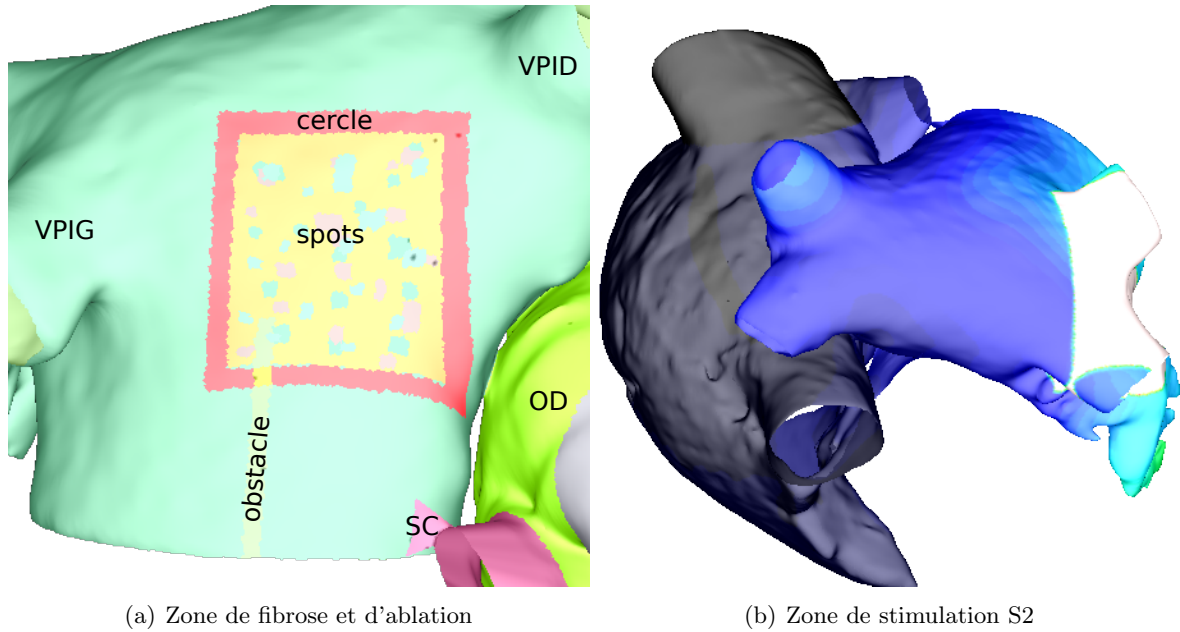 VPID
cercle
VPIG
spots
OD
obstacle
SC
(a) Zone de fibrose et d'ablation
(b) Zone de stimulation S2